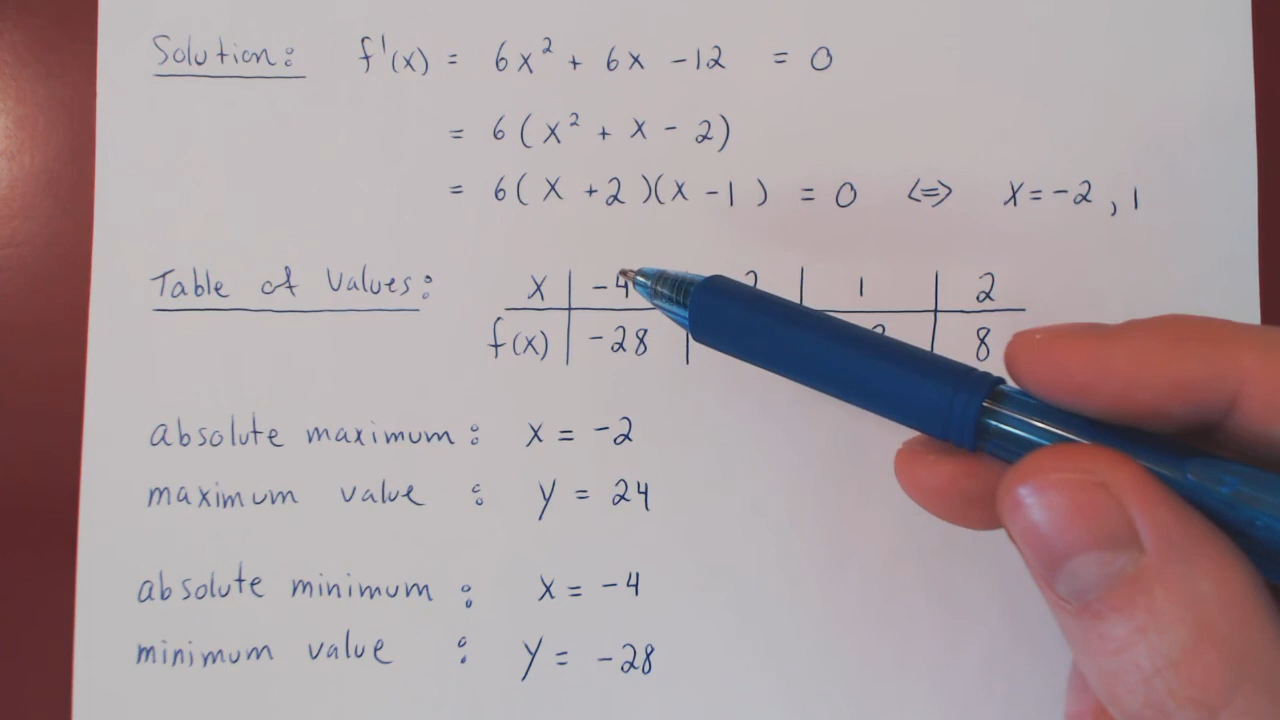 Solution: f'(x) = 6x² + 6x - 12 = 0
= 6(x² + x - 2)
= 6(x + 2)(x - 1) = 0 <=> x = -2, 1
Table of Values: x | -4 | 2 | 1 | 2
f(x) | -28 | 8
absolute maximum: x = -2
maximum value : y = 24
absolute minimum : x = -4
minimum value : y = -28